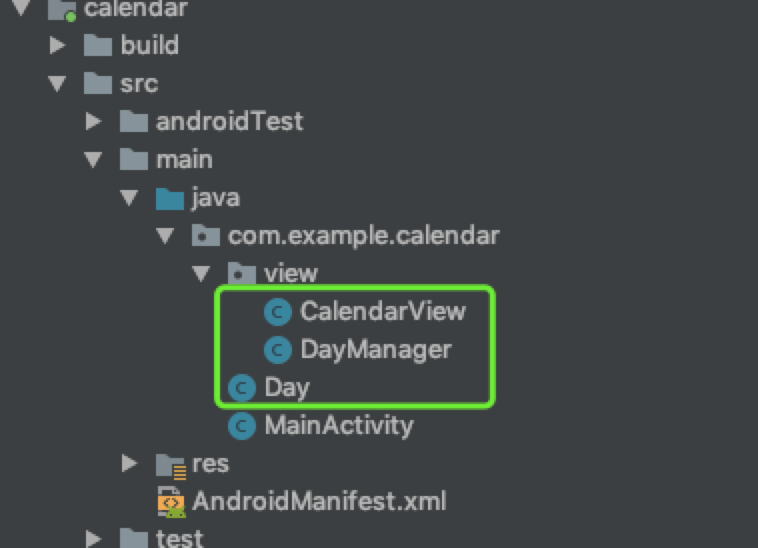 calendar
build
src
androidTest
main
java
com.example.calendar
view
CalendarView
DayManager
Day
MainActivity
res
AndroidManifest.xml
test